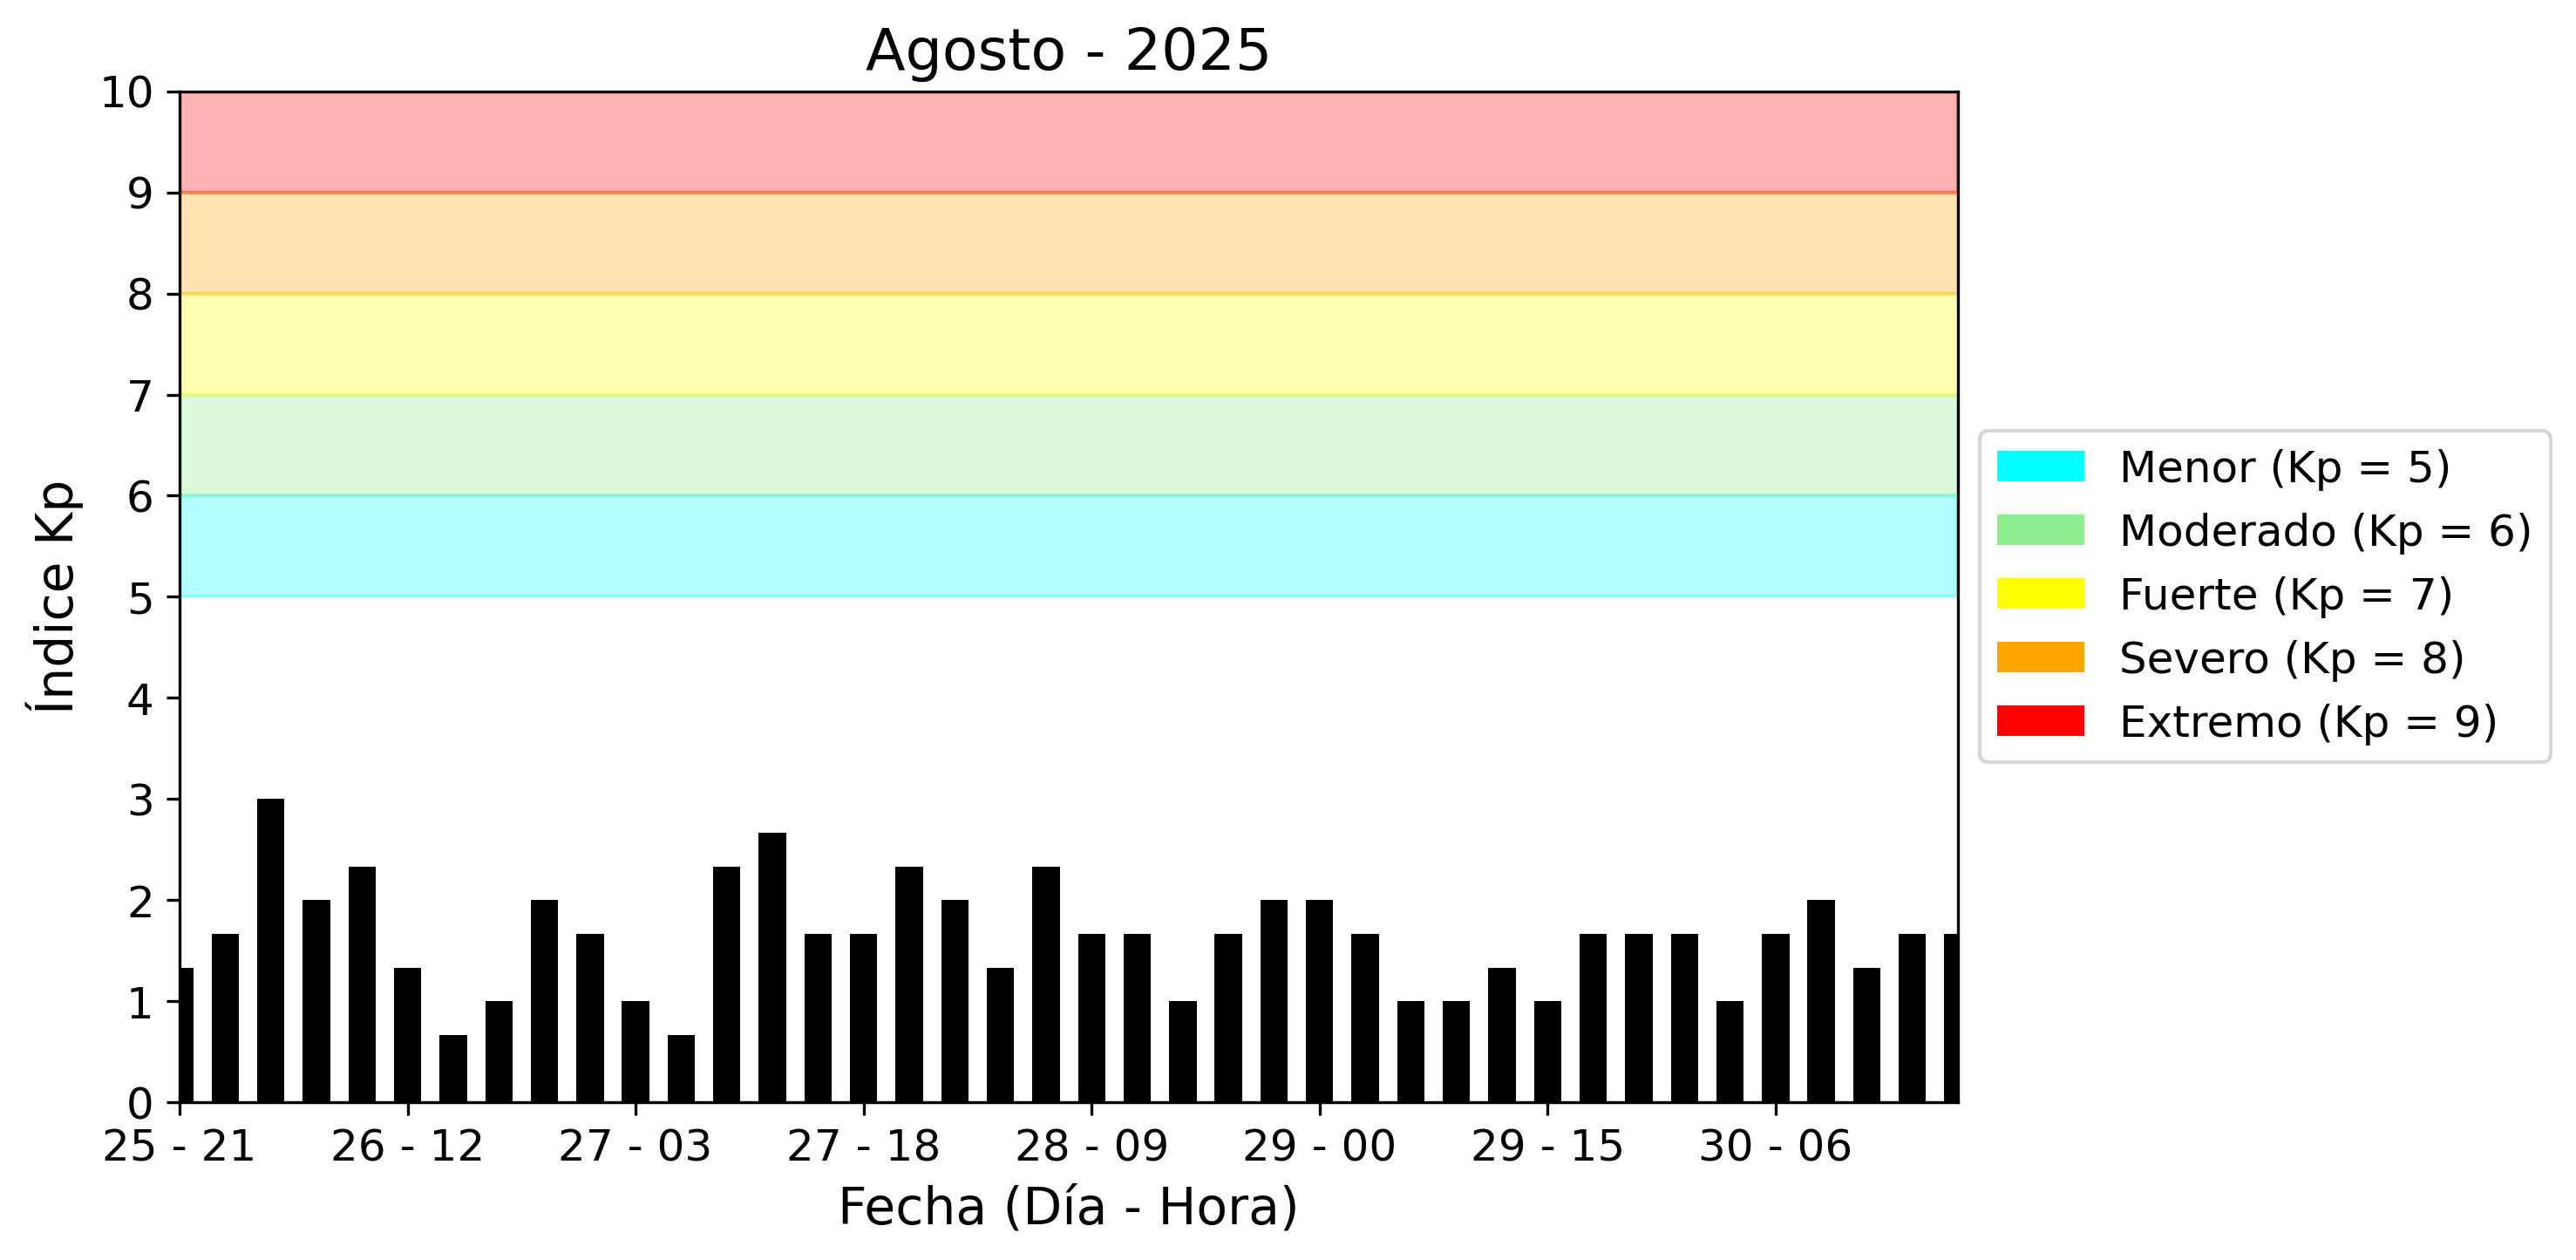 Agosto - 2025
10
9
8
7
6
5
4
3
2
1
0
Índice Kp
25 - 21
26 - 12
27 - 03
27 - 18
28 - 09
29 - 00
29 - 15
30 - 06
Fecha (Día - Hora)
Menor (Kp = 5)
Moderado (Kp = 6)
Fuerte (Kp = 7)
Severo (Kp = 8)
Extremo (Kp = 9)